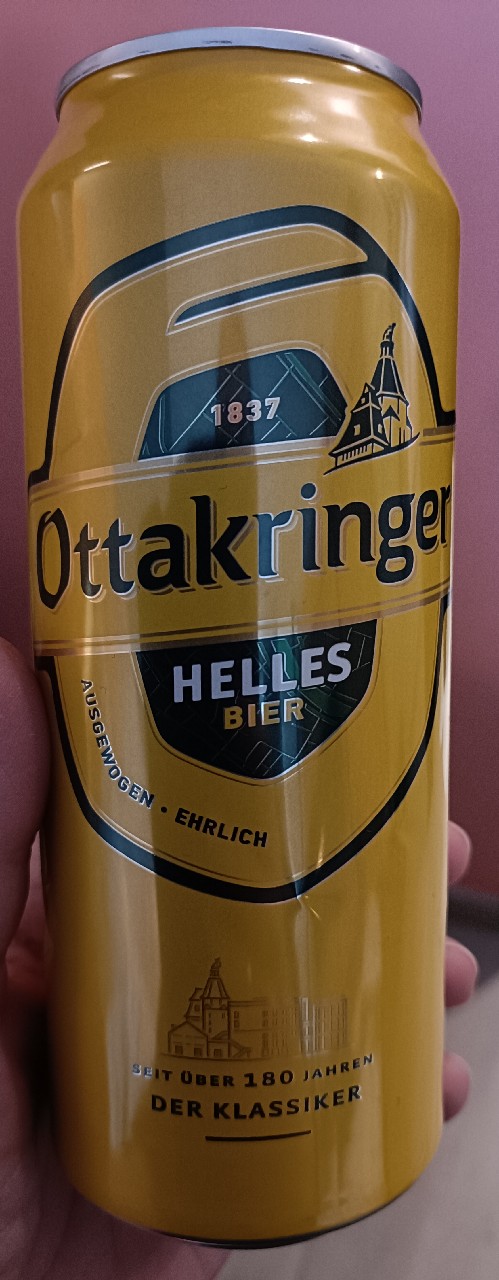 1837
Ottakringer
HELLES
BIER
AUSGEWOGEN • EHRLICH
SEIT ÜBER 180 JAHREN
DER KLASSIKER